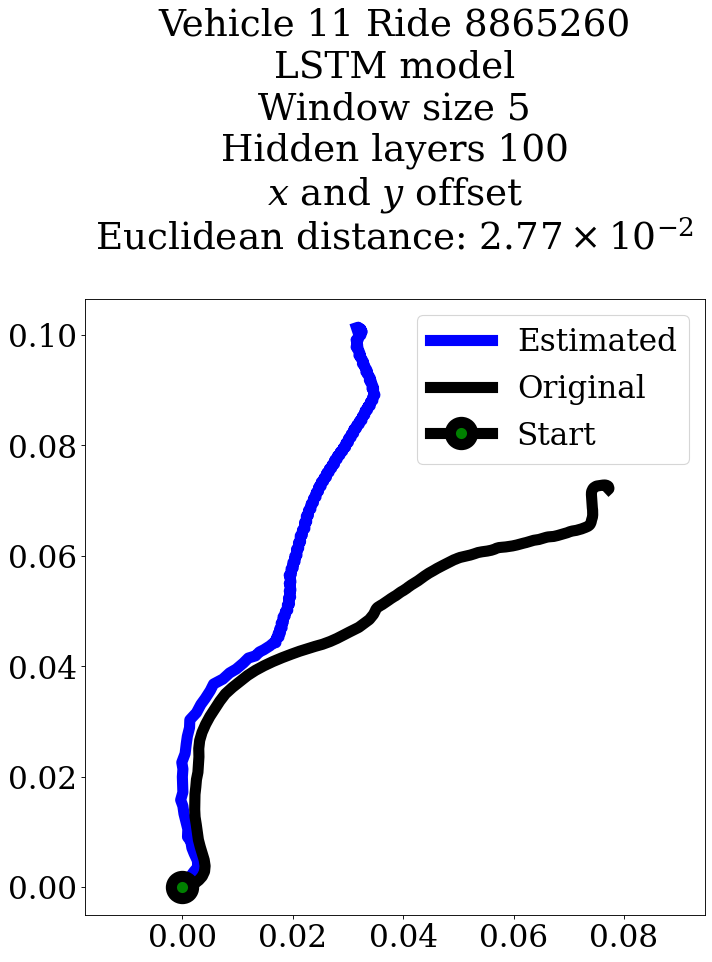 Vehicle 11 Ride 8865260
LSTM model
Window size 5
Hidden layers 100
x and y offset
Euclidean distance: 2.77 × 10⁻²
Estimated
Original
Start
0.10
0.08
0.06
0.04
0.02
0.00
0.00 0.02 0.04 0.06 0.08